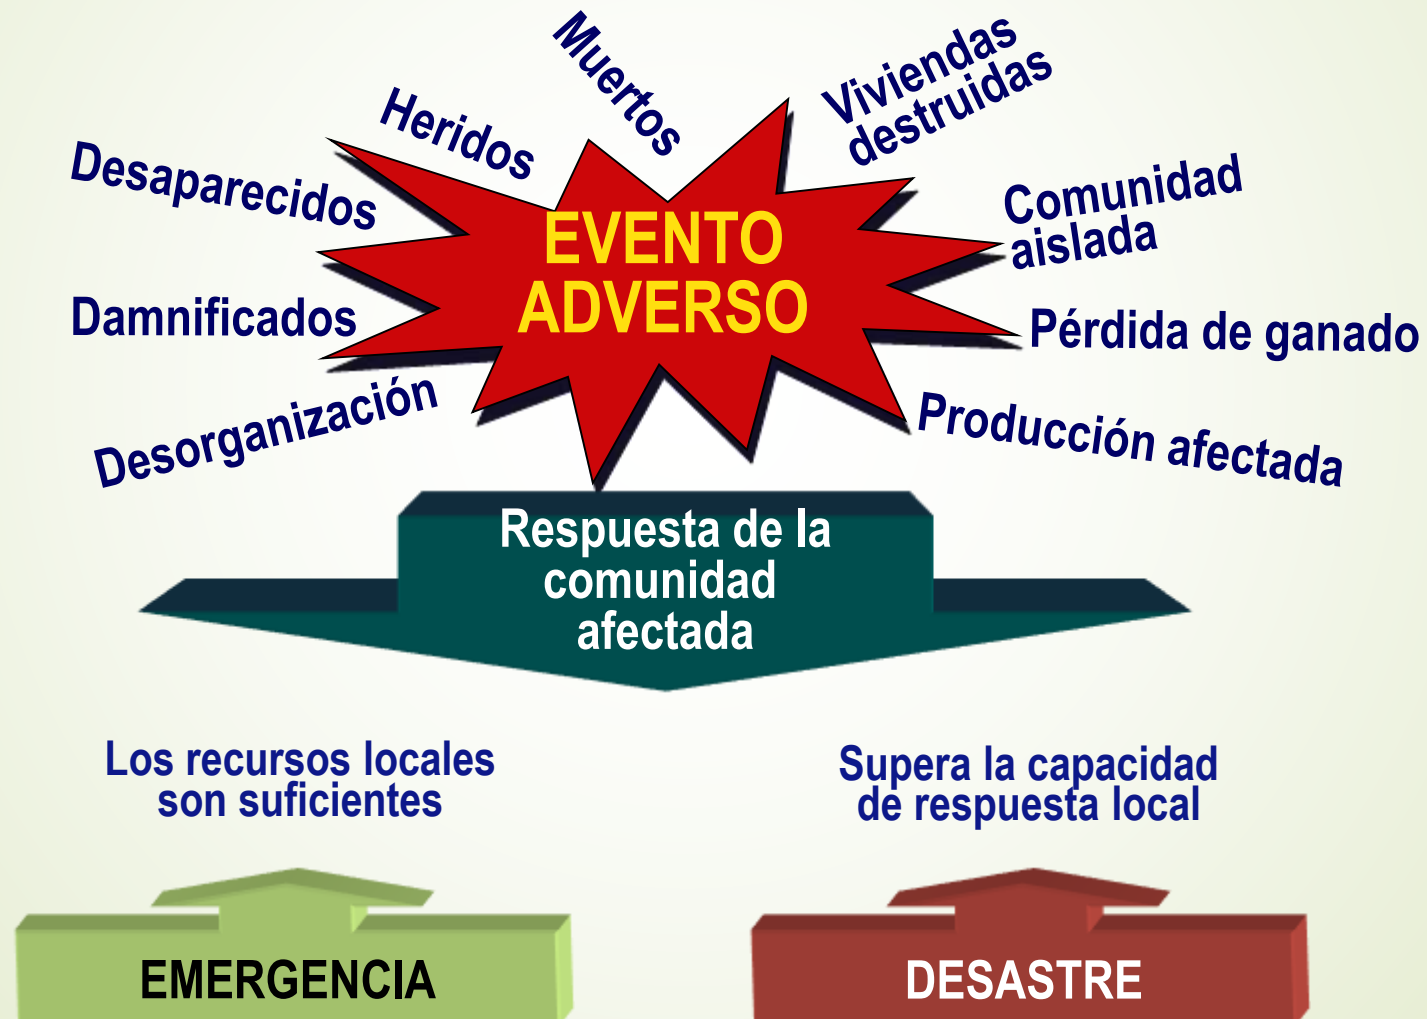 Muertos
Viviendas
destruidas
Heridos
Desaparecidos
Comunidad
aislada
EVENTO
ADVERSO
Damnificados
Pérdida de ganado
Desorganización
Producción afectada
Respuesta de la
comunidad
afectada
Los recursos locales
son suficientes
Supera la capacidad
de respuesta local
EMERGENCIA
DESASTRE